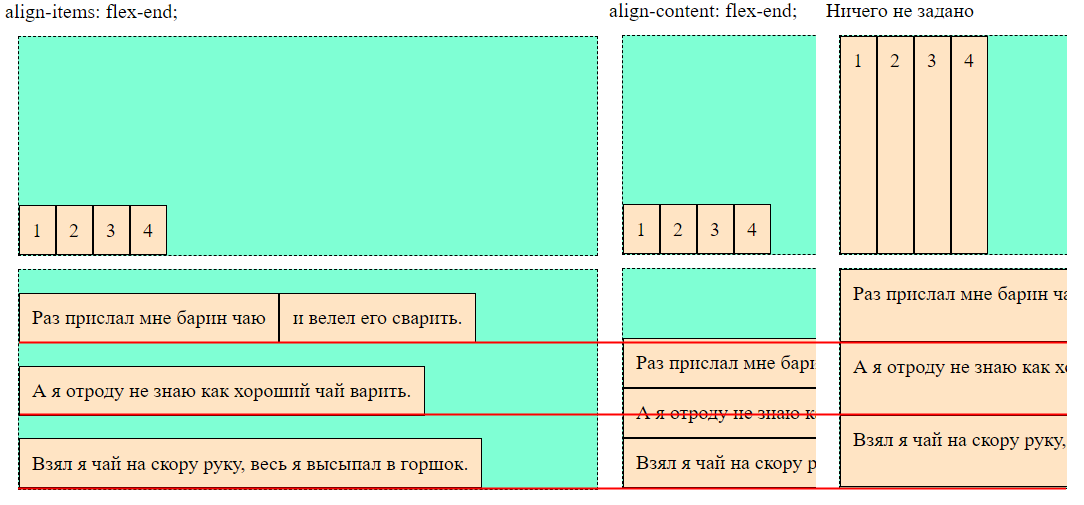 align-items: flex-end;
align-content: flex-end;
Ничего не задано
1 2 3 4
1 2 3 4
1 2 3 4
Раз прислал мне барин чаю и велел его сварить.
А я отроду не знаю как хороший чай варить.
Взял я чай на скору руку, весь я высыпал в горшок.
Раз прислал мне бари
А я отроду не знаю к
Взял я чай на скору р
Раз прислал мне барин ча
А я отроду не знаю как хо
Взял я чай на скору руку,